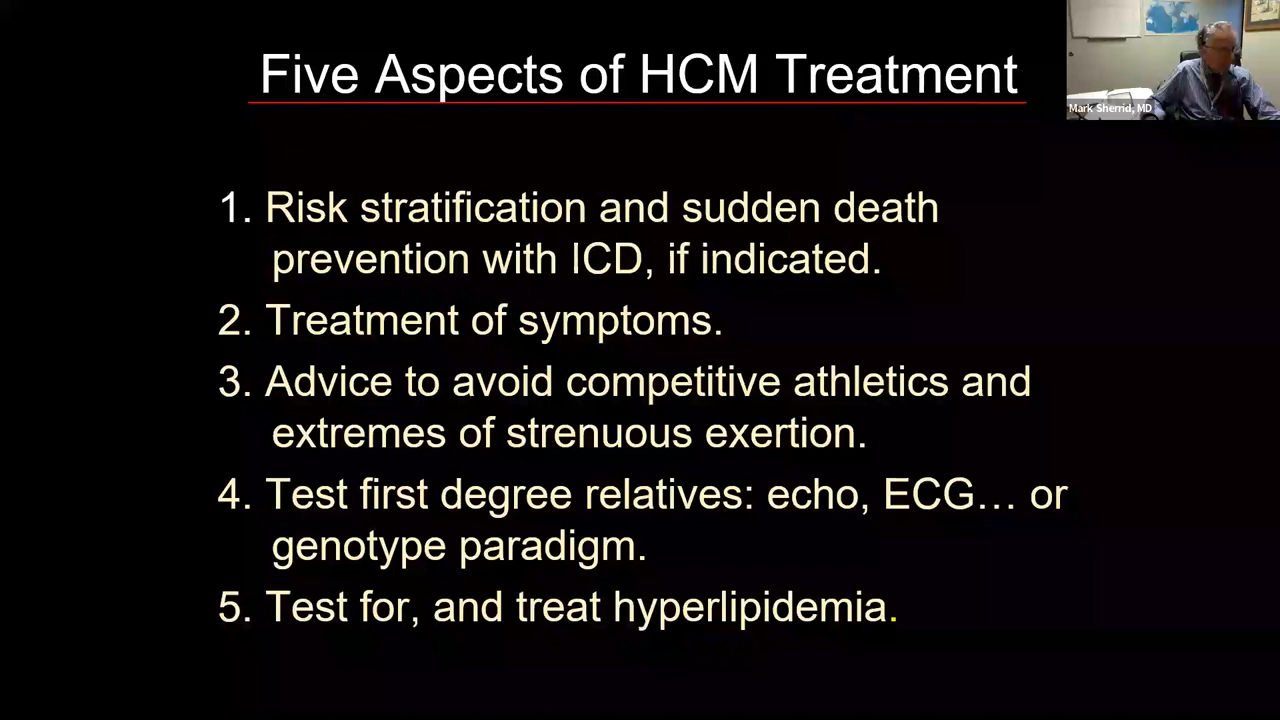 Five Aspects of HCM Treatment
Mark Sherrid, MD
1. Risk stratification and sudden death
prevention with ICD, if indicated.
2. Treatment of symptoms.
3. Advice to avoid competitive athletics and
extremes of strenuous exertion.
4. Test first degree relatives: echo, ECG… or
genotype paradigm.
5. Test for, and treat hyperlipidemia.